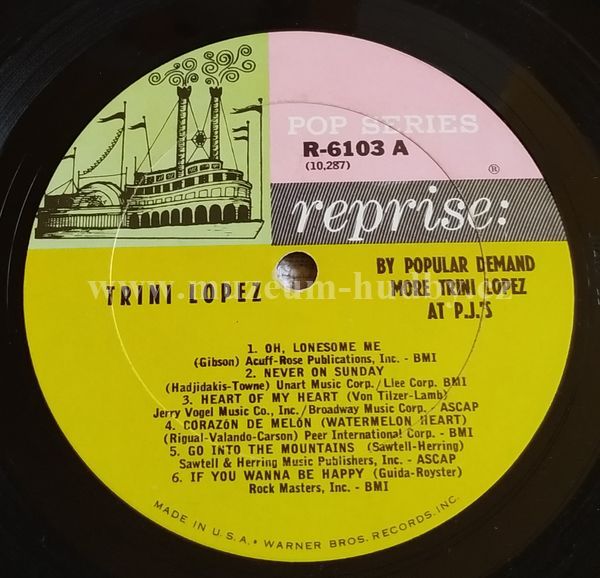 POP SERIES
R-6103 A
(10,287)
®
reprise:
TRINI LOPEZ
BY POPULAR DEMAND
MORE TRINI LOPEZ
AT P.J.'S
1. OH, LONESOME ME
(Gibson) Acuff-Rose Publications, Inc. - BMI
2. NEVER ON SUNDAY
(Hadjidakis-Towne) Unart Music Corp./Llee Corp. BMI
3. HEART OF MY HEART (Von Tilzer-Lamb)
Jerry Vogel Music Co., Inc./Broadway Music Corp. - ASCAP
4. CORAZÓN DE MELÓN (WATERMELON HEART)
(Rigual-Valando-Carson) Peer International Corp. - BMI
5. GO INTO THE MOUNTAINS (Sawtell-Herring)
Sawtell & Herring Music Publishers, Inc. - ASCAP
6. IF YOU WANNA BE HAPPY (Guida-Royster)
Rock Masters, Inc. - BMI
MADE IN U.S.A. • WARNER BROS. RECORDS, INC.